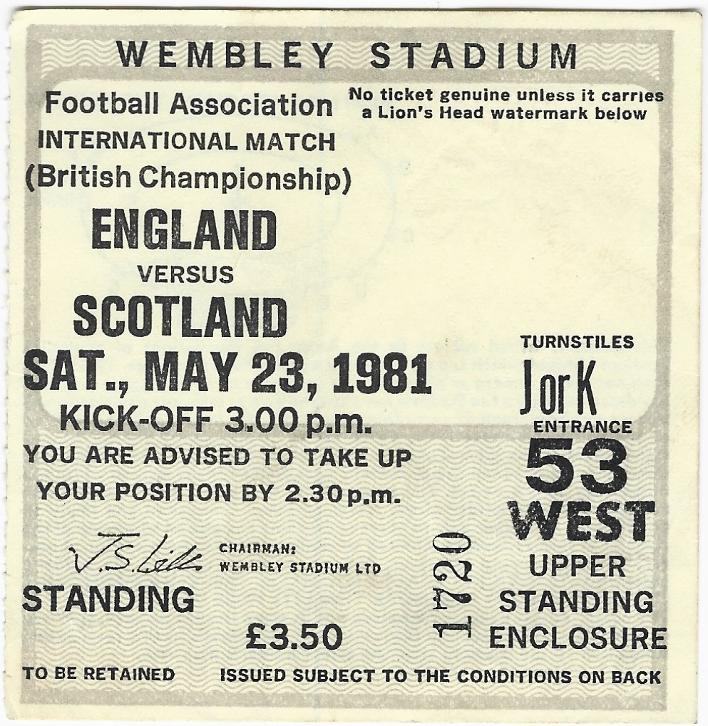 WEMBLEY STADIUM
Football Association
INTERNATIONAL MATCH
(British Championship)
No ticket genuine unless it carries
a Lion's Head watermark below
ENGLAND
VERSUS
SCOTLAND
SAT., MAY 23, 1981
KICK-OFF 3.00 p.m.
YOU ARE ADVISED TO TAKE UP
YOUR POSITION BY 2.30 p.m.
TURNSTILES
J or K
ENTRANCE
53
WEST
UPPER
STANDING
ENCLOSURE
J.S. Lills
CHAIRMAN:
WEMBLEY STADIUM LTD
STANDING
£3.50
1720
TO BE RETAINED
ISSUED SUBJECT TO THE CONDITIONS ON BACK